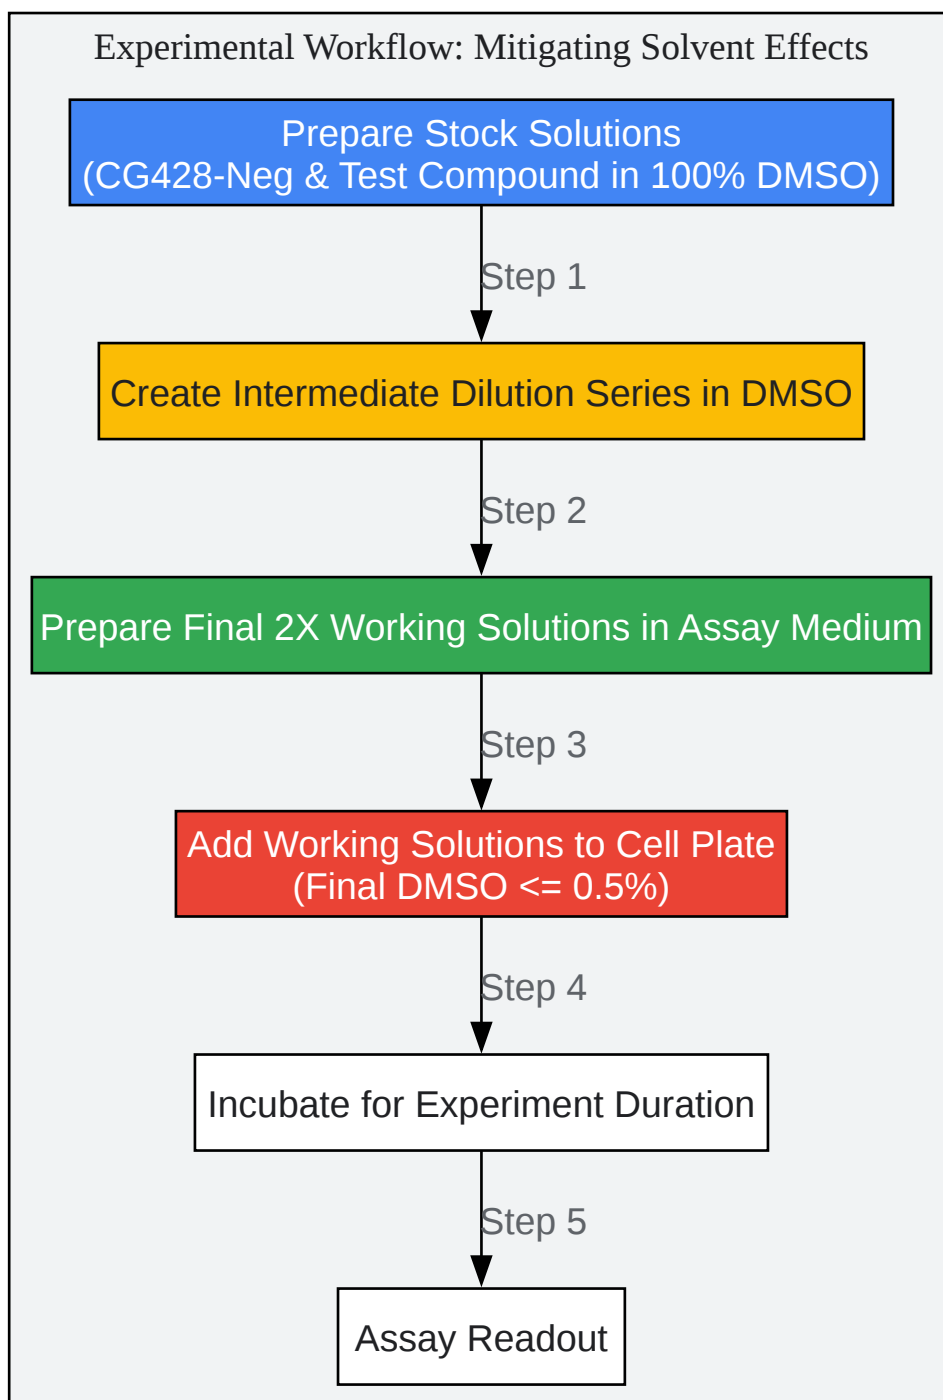 Experimental Workflow: Mitigating Solvent Effects
Prepare Stock Solutions
(CG428-Neg & Test Compound in 100% DMSO)
Step 1
Create Intermediate Dilution Series in DMSO
Step 2
Prepare Final 2X Working Solutions in Assay Medium
Step 3
Add Working Solutions to Cell Plate
(Final DMSO <= 0.5%)
Step 4
Incubate for Experiment Duration
Step 5
Assay Readout